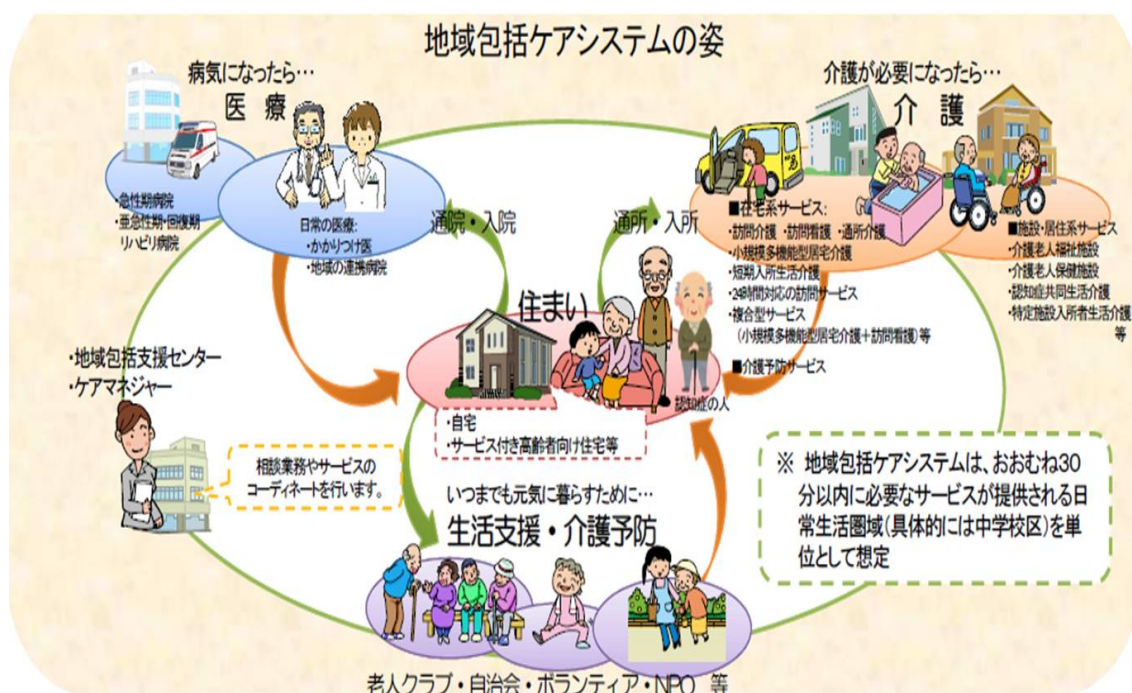 地域包括ケアシステムの姿
病気になったら…
医 療
介護が必要になったら…
介 護
・急性期病院
・亜急性期・回復期
リハビリ病院
日常の医療:
・かかりつけ医
・地域の連携病院
通院・入院
通所・入所
■在宅系サービス:
・訪問介護 ・訪問看護 ・通所介護
・小規模多機能型居宅介護
・短期入所生活介護
・24時間対応の訪問サービス
・複合型サービス
(小規模多機能型居宅介護+訪問看護)等
■介護予防サービス
■施設・居住系サービス
・介護老人福祉施設
・介護老人保健施設
・認知症共同生活介護
・特定施設入所者生活介護
等
住まい
認知症の人
・自宅
・サービス付き高齢者向け住宅等
・地域包括支援センター
・ケアマネジャー
相談業務やサービスの
コーディネートを行います。
いつまでも元気に暮らすために…
生活支援・介護予防
老人クラブ・自治会・ボランティア・NPO 等
※ 地域包括ケアシステムは、おおむね30
分以内に必要なサービスが提供される日
常生活圏域(具体的には中学校区)を単
位として想定